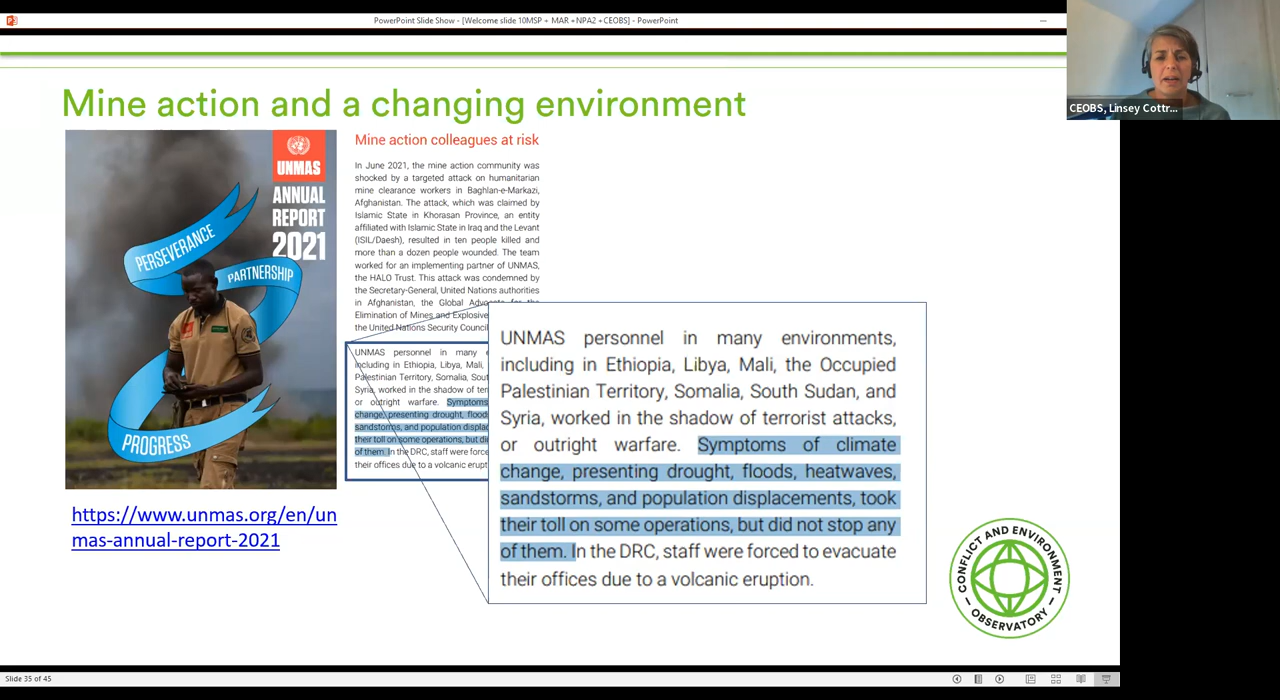 PowerPoint Slide Show - [Welcome slide 10MSP + MAR +NPA2 +CEOBS] - PowerPoint
CEOBS, Linsey Cottr...
Mine action and a changing environment
UNMAS
ANNUAL
REPORT
2021
PERSEVERANCE
PARTNERSHIP
PROGRESS
https://www.unmas.org/en/un
mas-annual-report-2021
Mine action colleagues at risk
In June 2021, the mine action community was
shocked by a targeted attack on humanitarian
mine clearance workers in Baghlan-e-Markazi,
Afghanistan. The attack, which was claimed by
Islamic State in Khorasan Province, an entity
affiliated with Islamic State in Iraq and the Levant
(ISIL/Daesh), resulted in ten people killed and
more than a dozen people wounded. The team
worked for an implementing partner of UNMAS,
the HALO Trust. This attack was condemned by
the Secretary-General, United Nations authorities
in Afghanistan, the Global Advocate for the
Elimination of Mines and Explosive
the United Nations Security Council
UNMAS personnel in many e
including in Ethiopia, Libya, Mali,
Palestinian Territory, Somalia, Sout
Syria, worked in the shadow of ter
or outright warfare. Symptoms
change, presenting drought, floods
sandstorms, and population displac
their toll on some operations, but did
of them. In the DRC, staff were force
their offices due to a volcanic erupt
UNMAS personnel in many environments,
including in Ethiopia, Libya, Mali, the Occupied
Palestinian Territory, Somalia, South Sudan, and
Syria, worked in the shadow of terrorist attacks,
or outright warfare. Symptoms of climate
change, presenting drought, floods, heatwaves,
sandstorms, and population displacements, took
their toll on some operations, but did not stop any
of them. In the DRC, staff were forced to evacuate
their offices due to a volcanic eruption.
CONFLICT AND ENVIRONMENT
OBSERVATORY
Slide 35 of 45